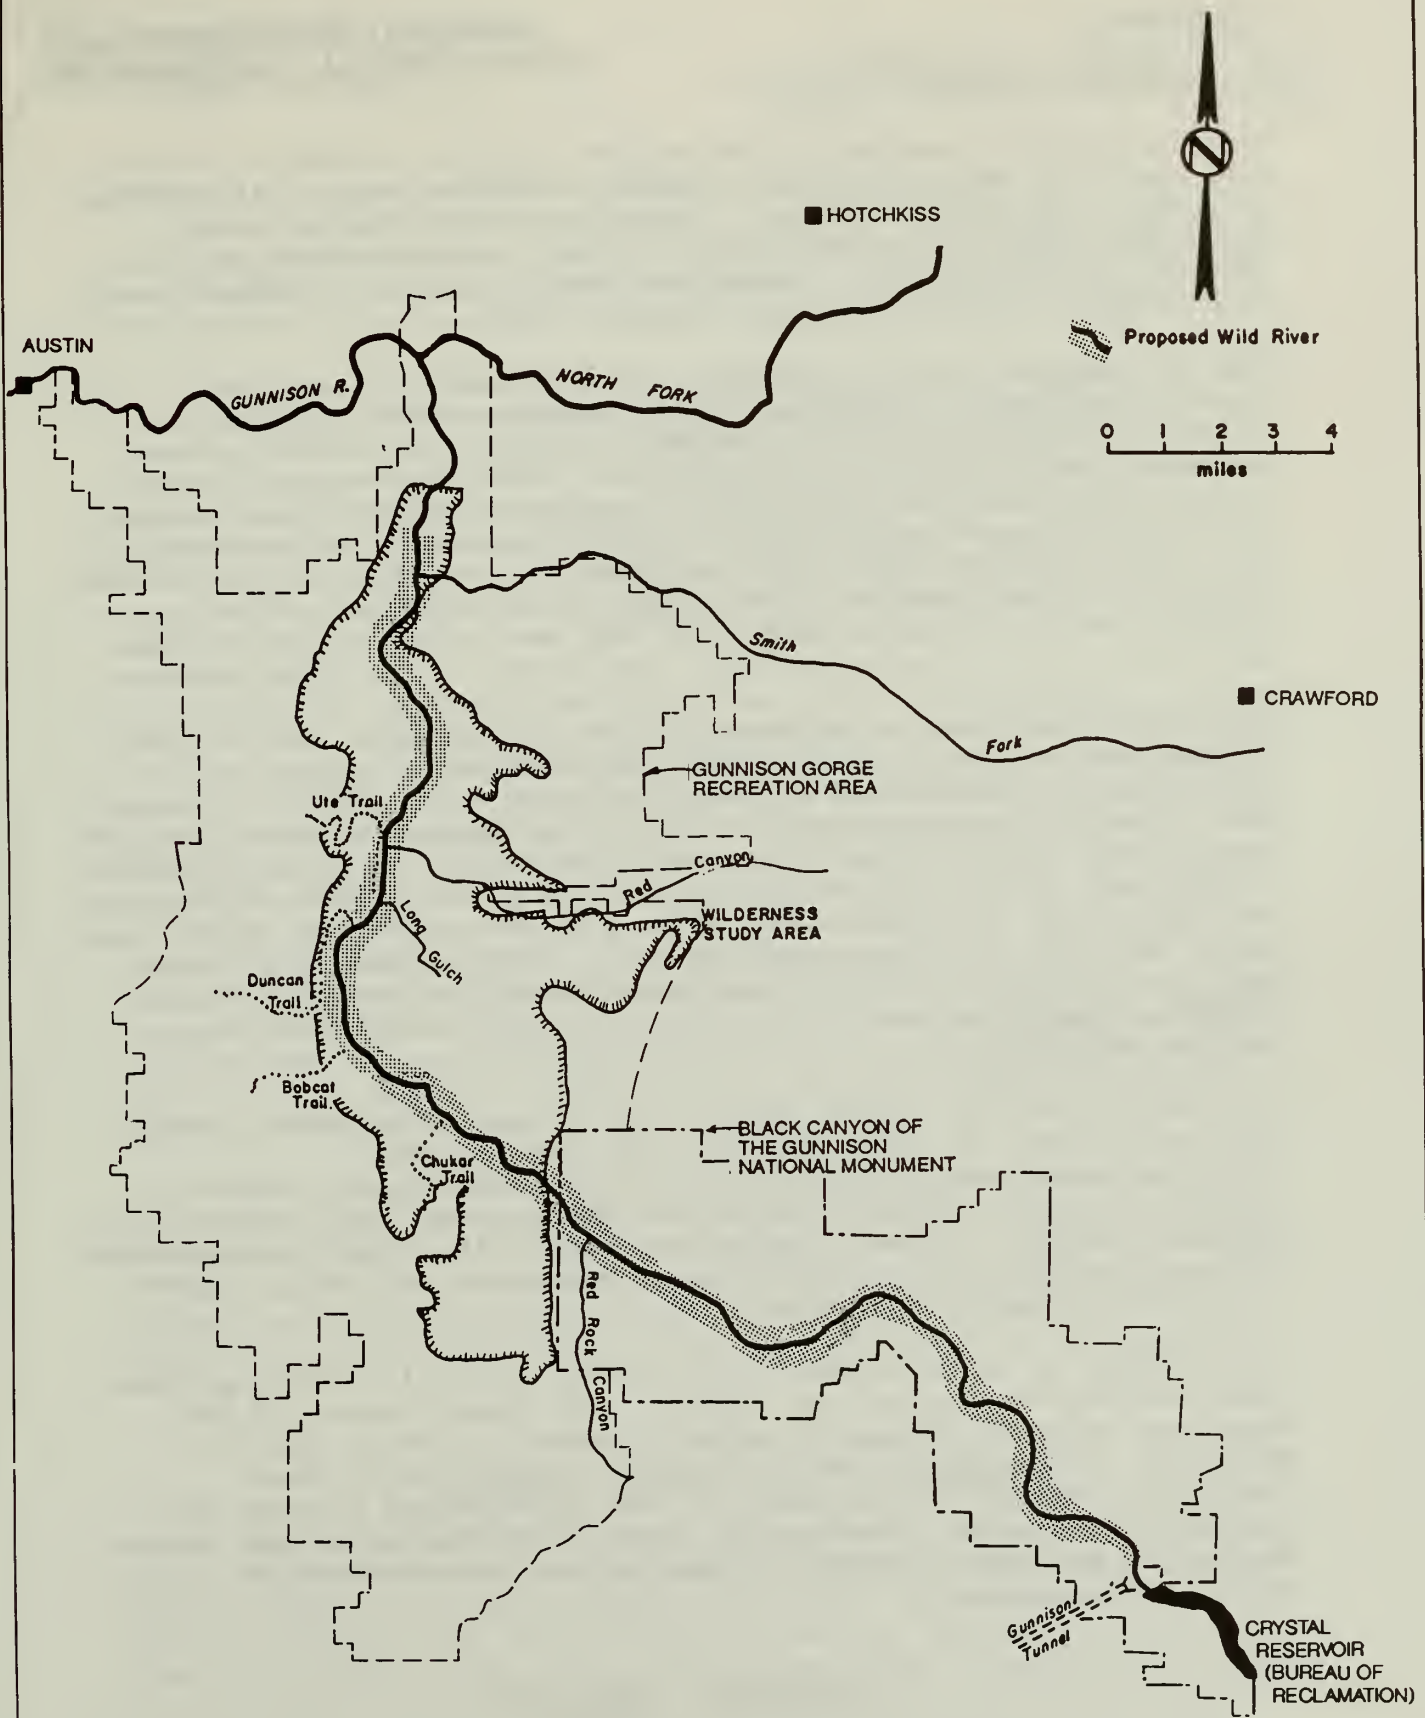 N
HOTCHKISS
Proposed Wild River
AUSTIN
GUNNISON R.
NORTH FORK
0 1 2 3 4
miles
Smith
Fork
CRAWFORD
GUNNISON GORGE
RECREATION AREA
Ute Trail
Red Canyon
Long
Gulch
WILDERNESS
STUDY AREA
Duncan
Trail
Bobcat
Trail
BLACK CANYON OF
THE GUNNISON
NATIONAL MONUMENT
Chukar
Trail
Red Rock
Canyon
Gunnison
Tunnel
CRYSTAL
RESERVOIR
(BUREAU OF
RECLAMATION)